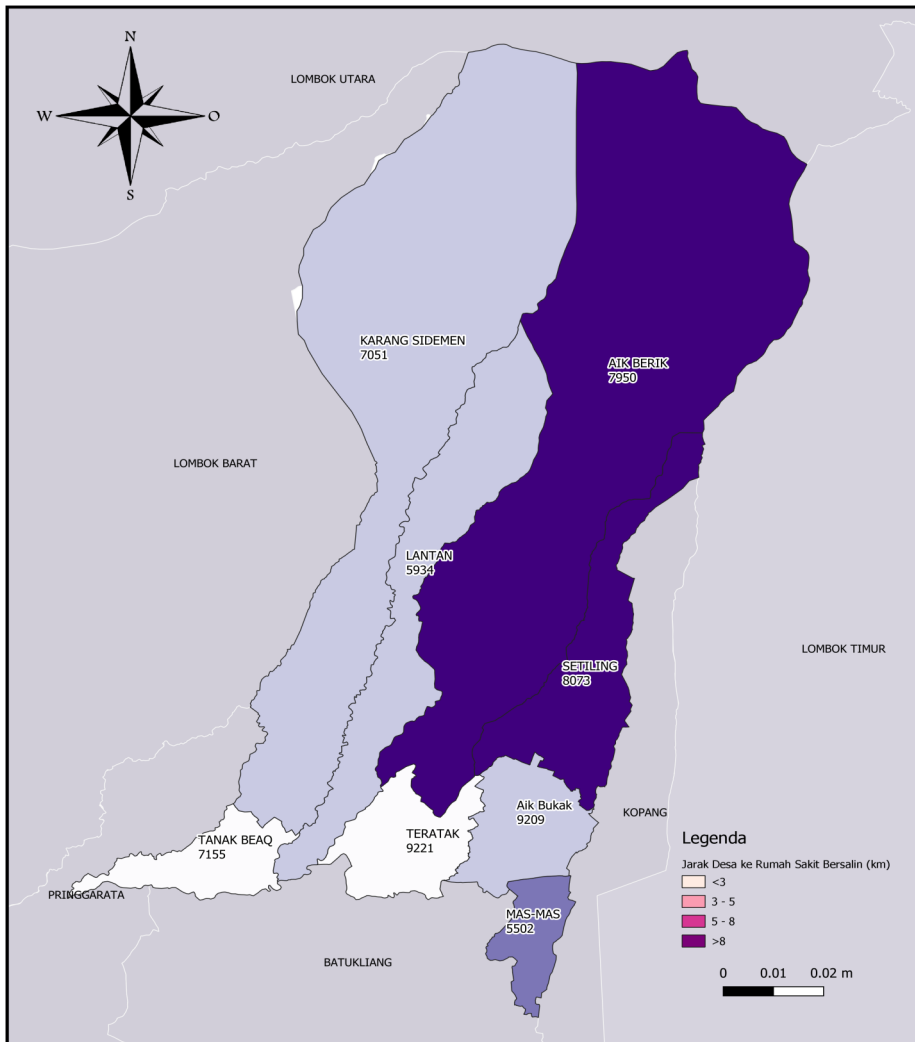 N
LOMBOK UTARA
W
O
S
KARANG SIDEMEN
7051
AIK BERIK
7950
LOMBOK BARAT
LANTAN
5934
LOMBOK TIMUR
SETILING
8073
Aik Bukak
9209
KOPANG
TANAK BEAQ
7155
TERATAK
9221
PRINGGARATA
MAS-MAS
5502
BATUKLIANG
Legenda
Jarak Desa ke Rumah Sakit Bersalin (km)
<3
3 - 5
5 - 8
>8
0 0.01 0.02 m